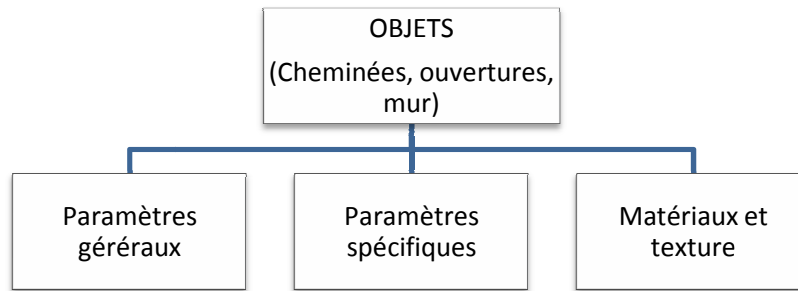 OBJETS
(Cheminées, ouvertures,
mur)
Paramètres
géréraux
Paramètres
spécifiques
Matériaux et
texture